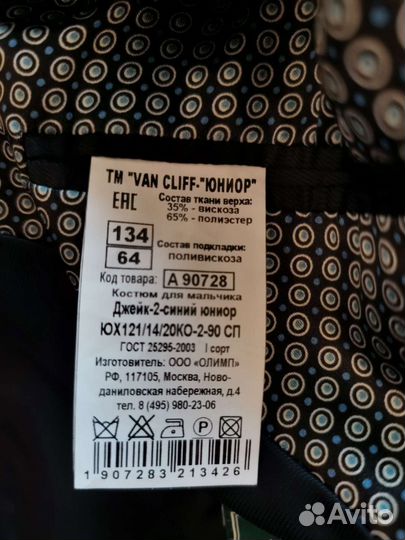 ТМ "VAN CLIFF-"ЮНИОР"
EAC Состав ткани верха:
35% - вискоза
65% - полиэстер
134
64
Состав подкладки:
поливискоза
Код товара: А 90728
Костюм для мальчика
Джейк-2-синий юниор
ЮХ121/14/20КО-2-90 СП
ГОСТ 25295-2003 I сорт
Изготовитель: ООО «ОЛИМП»
РФ, 117105, Москва, Ново-
даниловская набережная, д.4
тел. 8 (495) 980-23-06
P
1 907283 213426
Avito